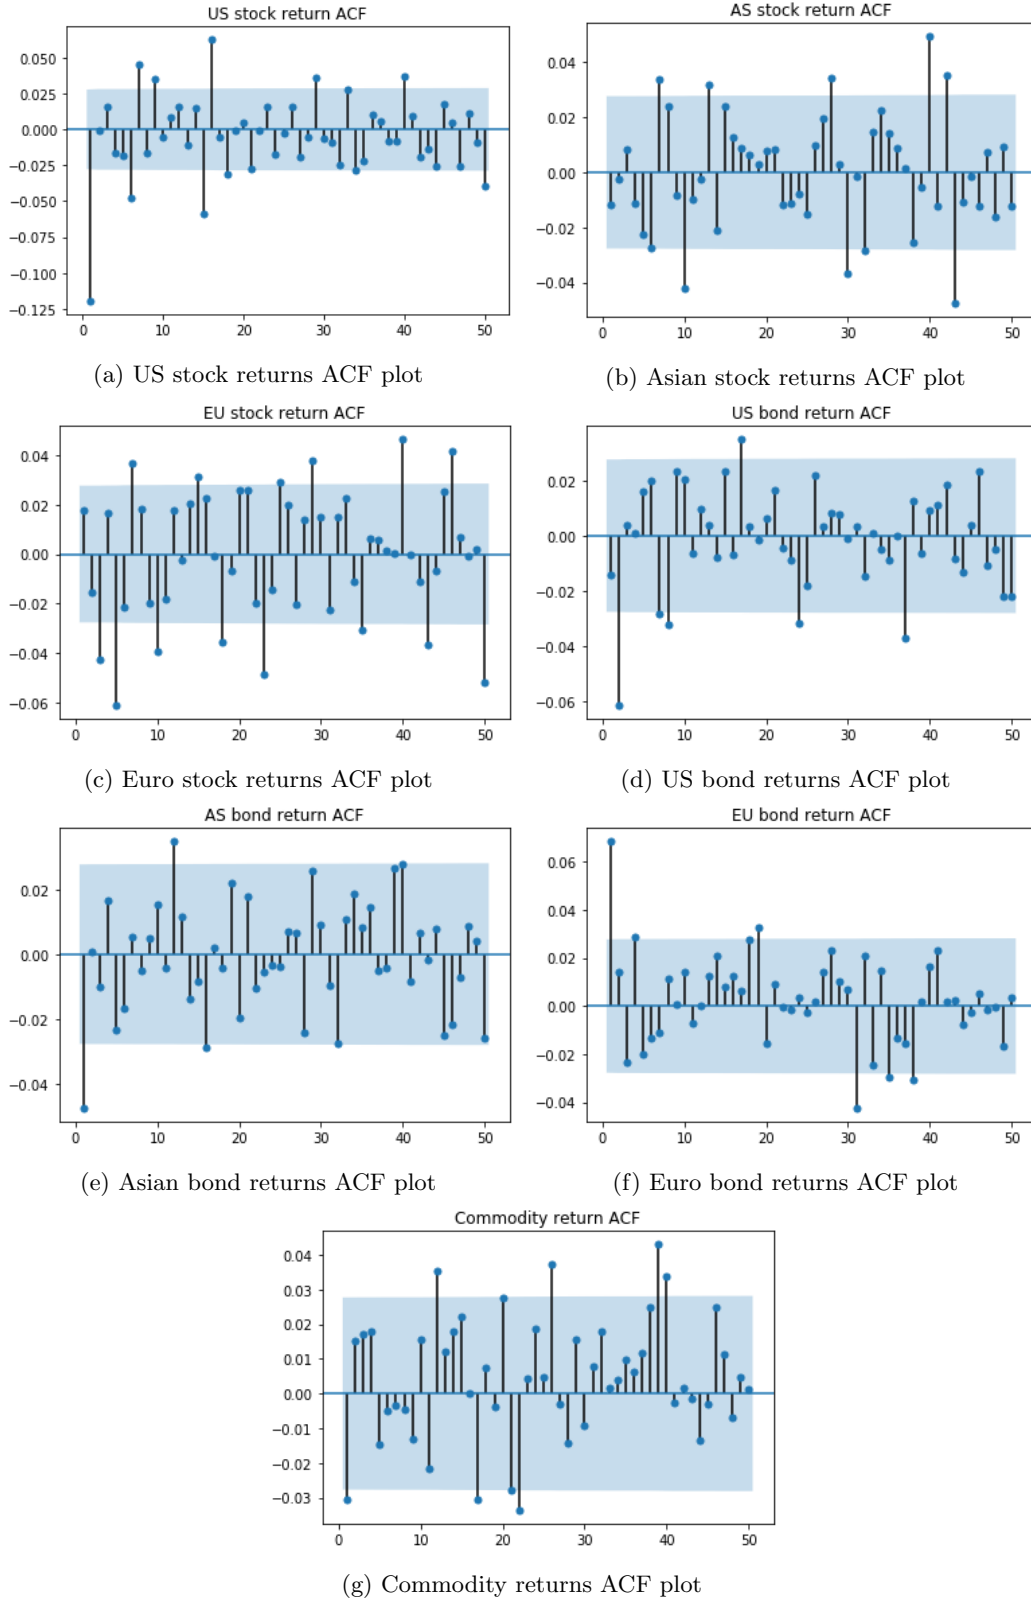 US stock return ACF
0.050
0.025
0.000
−0.025
−0.050
−0.075
−0.100
−0.125
0 10 20 30 40 50
(a) US stock returns ACF plot
AS stock return ACF
0.04
0.02
0.00
−0.02
−0.04
0 10 20 30 40 50
(b) Asian stock returns ACF plot
EU stock return ACF
0.04
0.02
0.00
−0.02
−0.04
−0.06
0 10 20 30 40 50
(c) Euro stock returns ACF plot
US bond return ACF
0.02
0.00
−0.02
−0.04
−0.06
0 10 20 30 40 50
(d) US bond returns ACF plot
AS bond return ACF
0.02
0.00
−0.02
−0.04
0 10 20 30 40 50
(e) Asian bond returns ACF plot
EU bond return ACF
0.06
0.04
0.02
0.00
−0.02
−0.04
0 10 20 30 40 50
(f) Euro bond returns ACF plot
Commodity return ACF
0.04
0.03
0.02
0.01
0.00
−0.01
−0.02
−0.03
0 10 20 30 40 50
(g) Commodity returns ACF plot